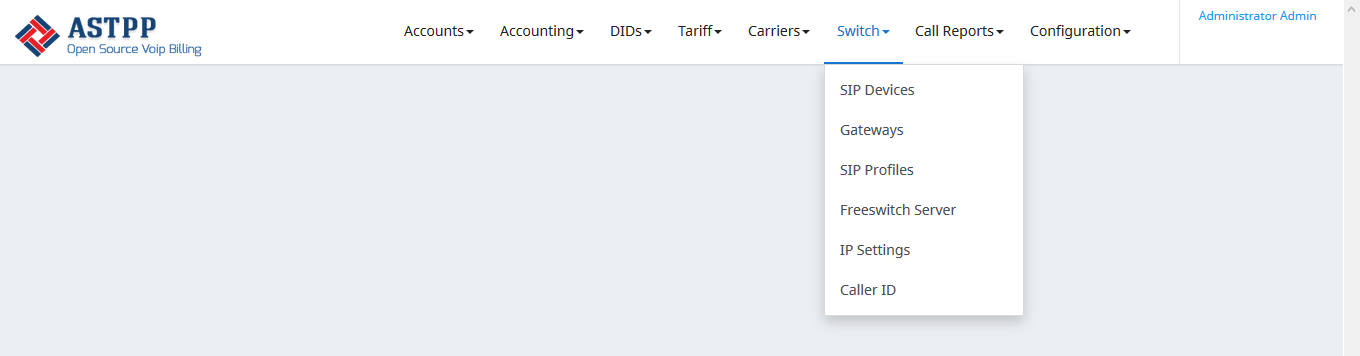 ASTPP
Open Source Voip Billing
Accounts Accounting DIDs Tariff Carriers Switch Call Reports Configuration
Administrator Admin
SIP Devices
Gateways
SIP Profiles
Freeswitch Server
IP Settings
Caller ID